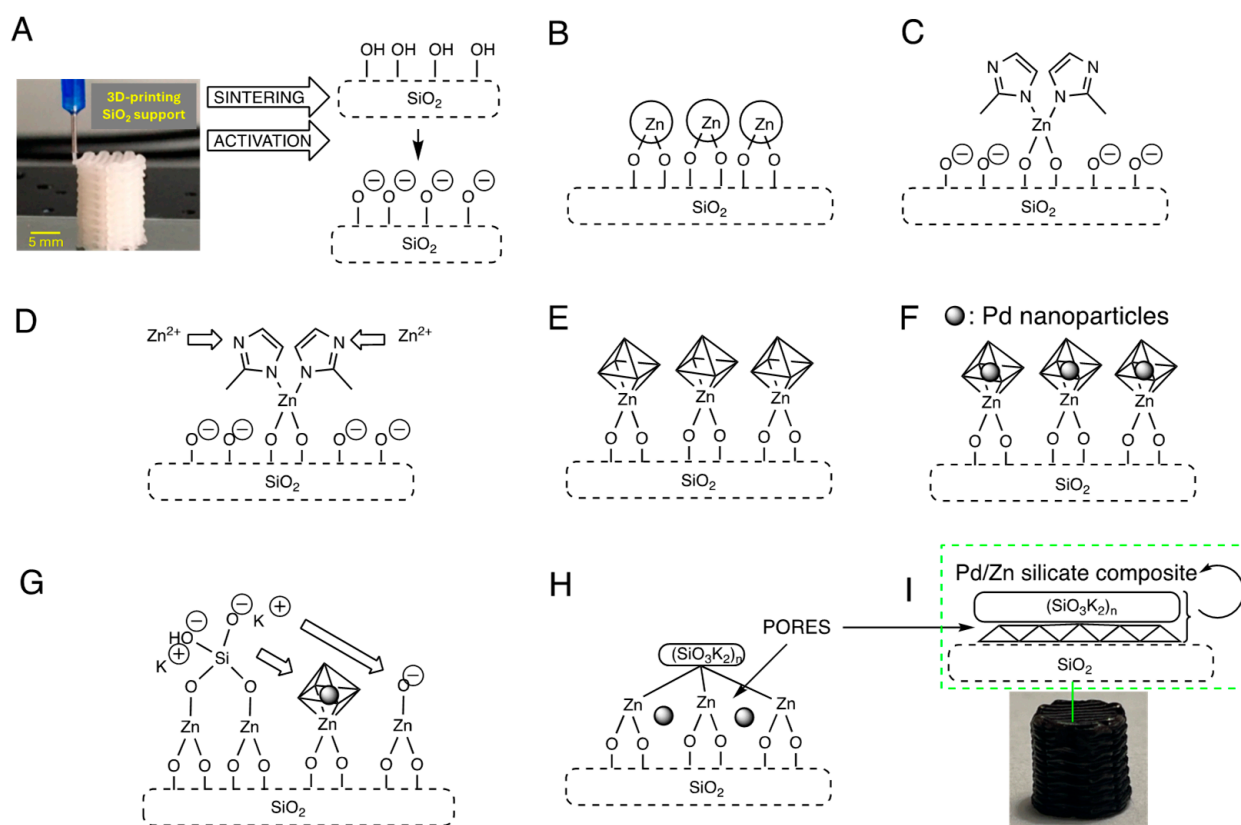 A
3D-printing
SiO₂ support
5 mm
SINTERING
ACTIVATION
OH OH OH OH
SiO₂
⊖ ⊖ ⊖ ⊖
O O O O
SiO₂
B
Zn Zn Zn
O O O O O O
SiO₂
C
N N
N N
Zn
O⊖ O⊖ O O O⊖ O⊖
SiO₂
D
Zn²⁺ Zn²⁺
N N
N N
Zn
O⊖ O⊖ O O O⊖ O⊖
SiO₂
E
Zn Zn Zn
O O O O O O
SiO₂
F
: Pd nanoparticles
Zn Zn Zn
O O O O O O
SiO₂
G
O⊖ K⊕
HO⊖
K⊕ Si
O O O⊖
Zn Zn Zn Zn
O O O O O O O O
SiO₂
H
PORES
(SiO₃K₂)n
Zn Zn Zn
O O O O O O
SiO₂
I
Pd/Zn silicate composite
(SiO₃K₂)n
SiO₂